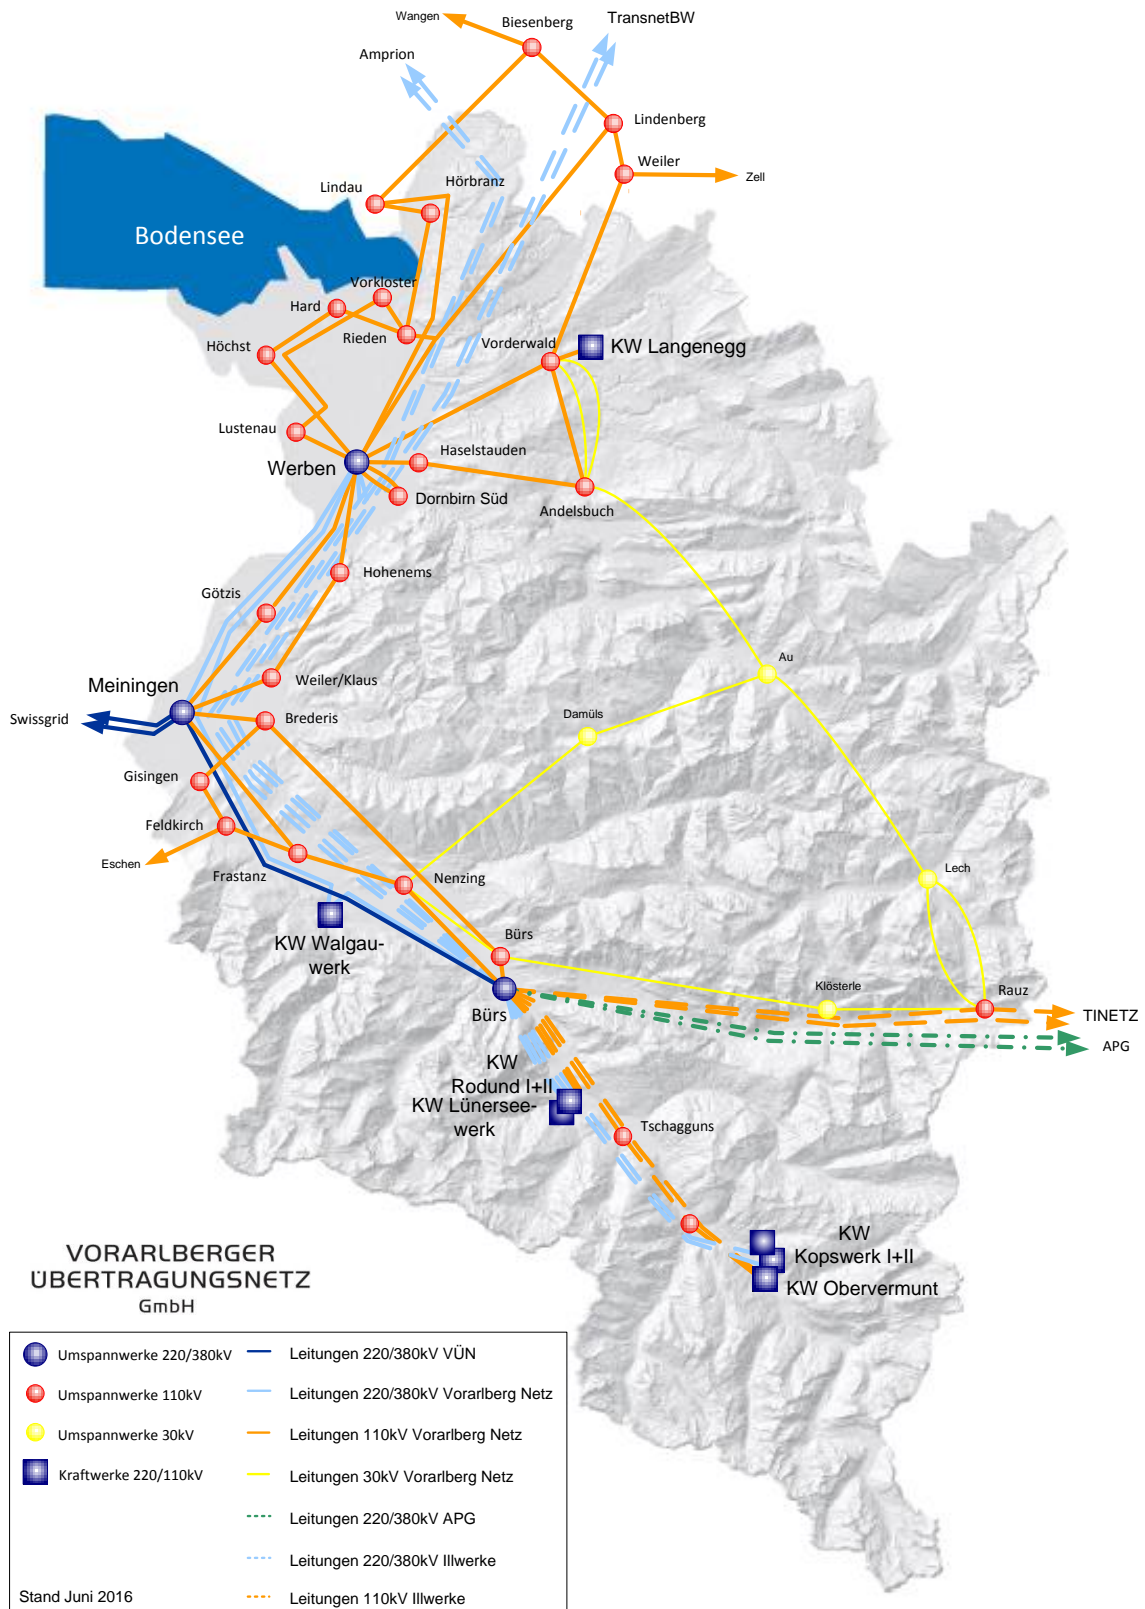 Wangen
Biesenberg
TransnetBW
Amprion
Lindenberg
Weiler
Zell
Hörbranz
Lindau
Bodensee
Vorkloster
Hard
Rieden
Höchst
Vorderwald
KW Langenegg
Lustenau
Haselstauden
Werben
Dornbirn Süd
Andelsbuch
Hohenems
Götzis
Au
Weiler/Klaus
Meiningen
Swissgrid
Brederis
Damüls
Gisingen
Feldkirch
Eschen
Frastanz
Nenzing
Lech
KW Walgau-
werk
Bürs
Klösterle
Rauz
Bürs
TINETZ
APG
KW
Rodund I+II
KW Lünersee-
werk
Tschagguns
KW
Kopswerk I+II
KW Obervermunt
VORARLBERGER
ÜBERTRAGUNGSNETZ
GmbH
Umspannwerke 220/380kV
Leitungen 220/380kV VÜN
Umspannwerke 110kV
Leitungen 220/380kV Vorarlberg Netz
Umspannwerke 30kV
Leitungen 110kV Vorarlberg Netz
Kraftwerke 220/110kV
Leitungen 30kV Vorarlberg Netz
Leitungen 220/380kV APG
Leitungen 220/380kV Illwerke
Stand Juni 2016
Leitungen 110kV Illwerke